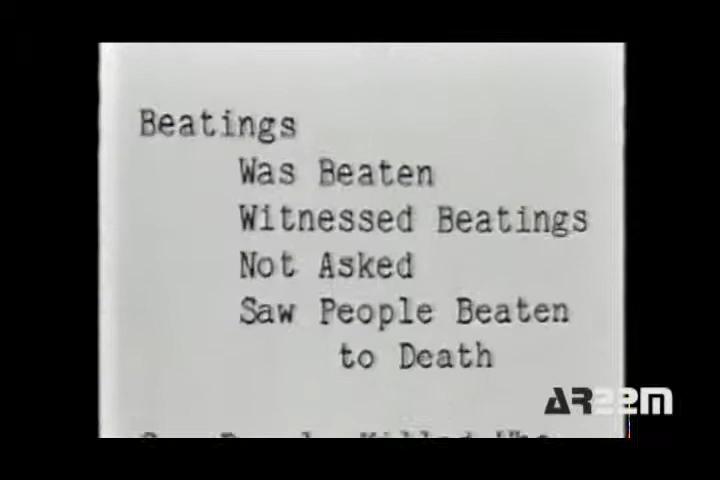 Beatings
Was Beaten
Witnessed Beatings
Not Asked
Saw People Beaten
to Death
AREEM